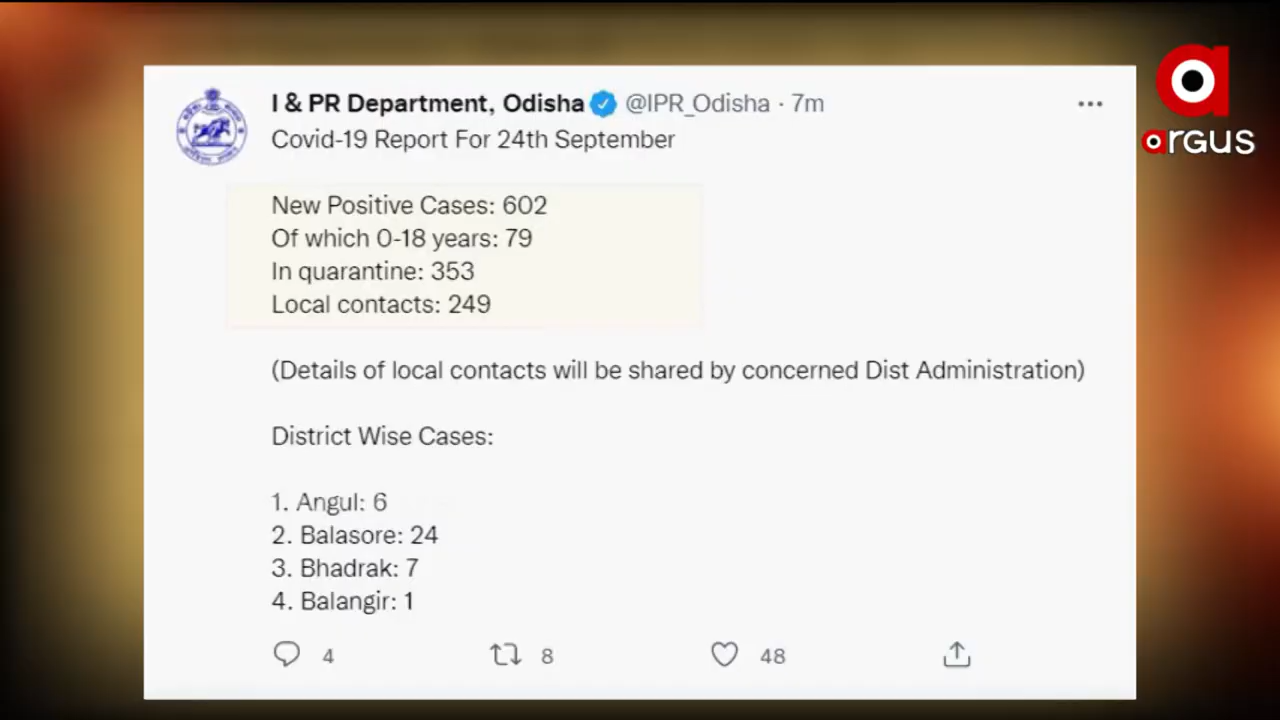 I & PR Department, Odisha @IPR_Odisha · 7m
Covid-19 Report For 24th September
New Positive Cases: 602
Of which 0-18 years: 79
In quarantine: 353
Local contacts: 249
(Details of local contacts will be shared by concerned Dist Administration)
District Wise Cases:
1. Angul: 6
2. Balasore: 24
3. Bhadrak: 7
4. Balangir: 1
4 8 48
a
argus